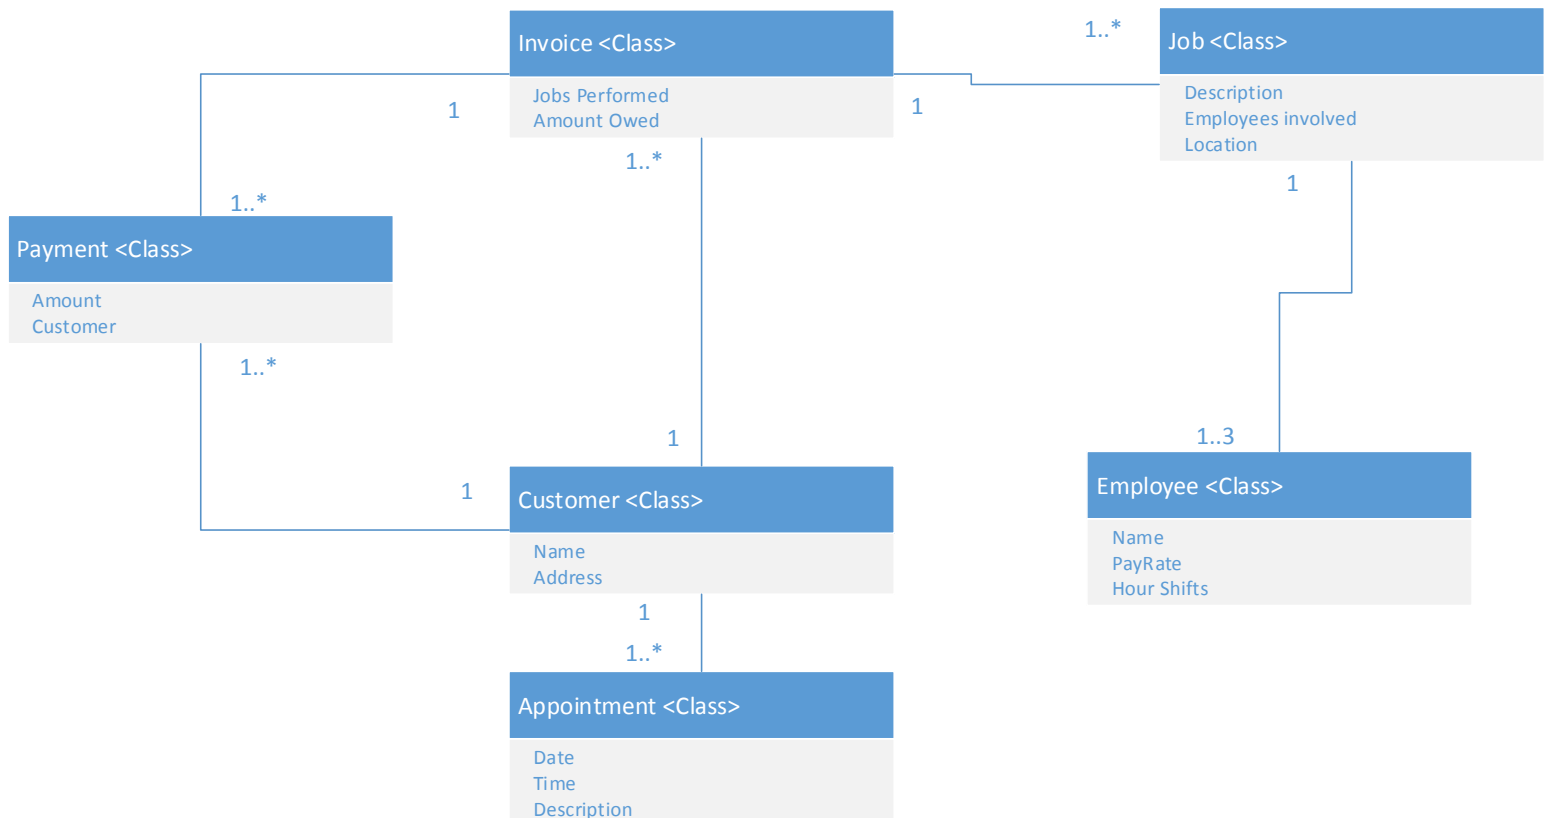 Invoice <Class>
Jobs Performed
Amount Owed
1..*
Job <Class>
Description
Employees involved
Location
1
1
1..*
1
1..*
Payment <Class>
Amount
Customer
1..*
1
1
1..3
Customer <Class>
Name
Address
Employee <Class>
Name
PayRate
Hour Shifts
1
1..*
Appointment <Class>
Date
Time
Description